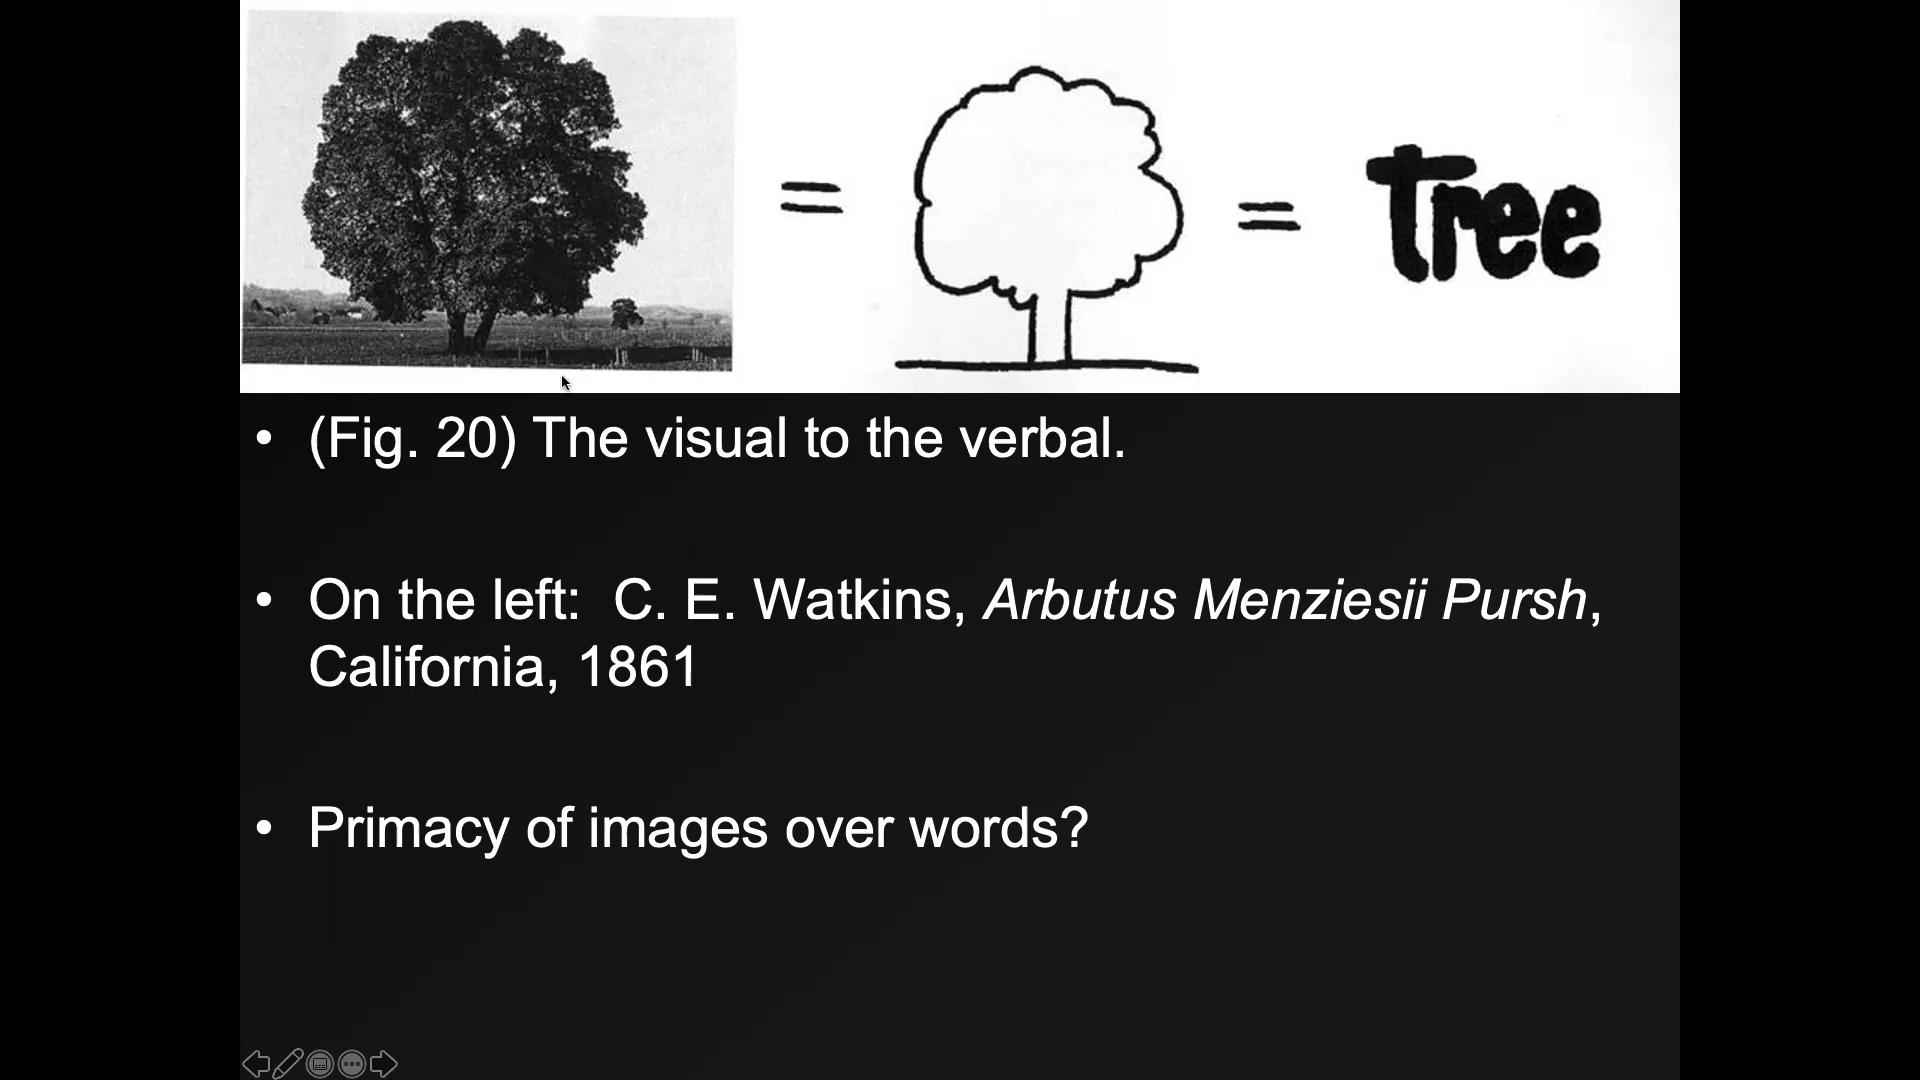 = = Tree
• (Fig. 20) The visual to the verbal.
• On the left: C. E. Watkins, Arbutus Menziesii Pursh,
California, 1861
• Primacy of images over words?